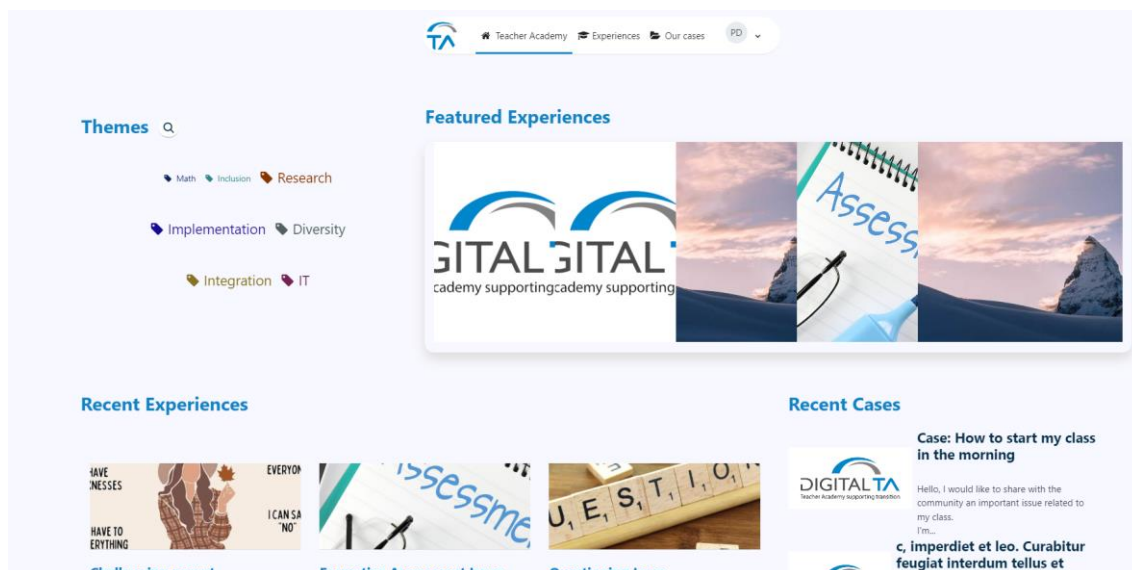 TA Teacher Academy Experiences Our cases PD
Themes
Math Inclusion Research
Implementation Diversity
Integration IT
Featured Experiences
GITAL GITAL
cademy supporting cademy supporting
Assess
Recent Experiences
HAVE
KNESSES
HAVE TO
ERYTHING
EVERYON
I CAN SA
"NO"
Assessme
UESTION
Recent Cases
DIGITAL TA
Teacher Academy supporting transition
Case: How to start my class
in the morning
Hello, I would like to share with the
community an important issue related to
my class.
I'm...
c, imperdiet et leo. Curabitur
feugiat interdum tellus et